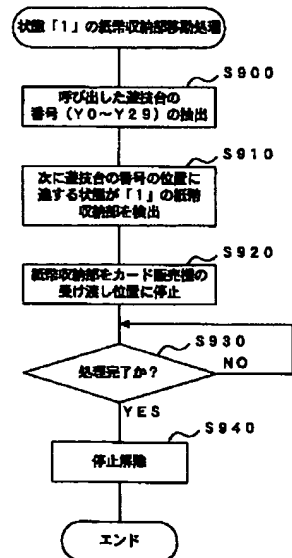 状態「1」の紙幣収納部移動処理
S900
呼び出した遊技台の
番号(Y0〜Y29)の検出
S910
次に遊技台の番号の位置に
達する状態が「1」の紙幣
収納部を検出
S920
紙幣収納部をカード販売機の
受け渡し位置に停止
S930
処理完了か?
NO
YES
S940
停止解除
エンド